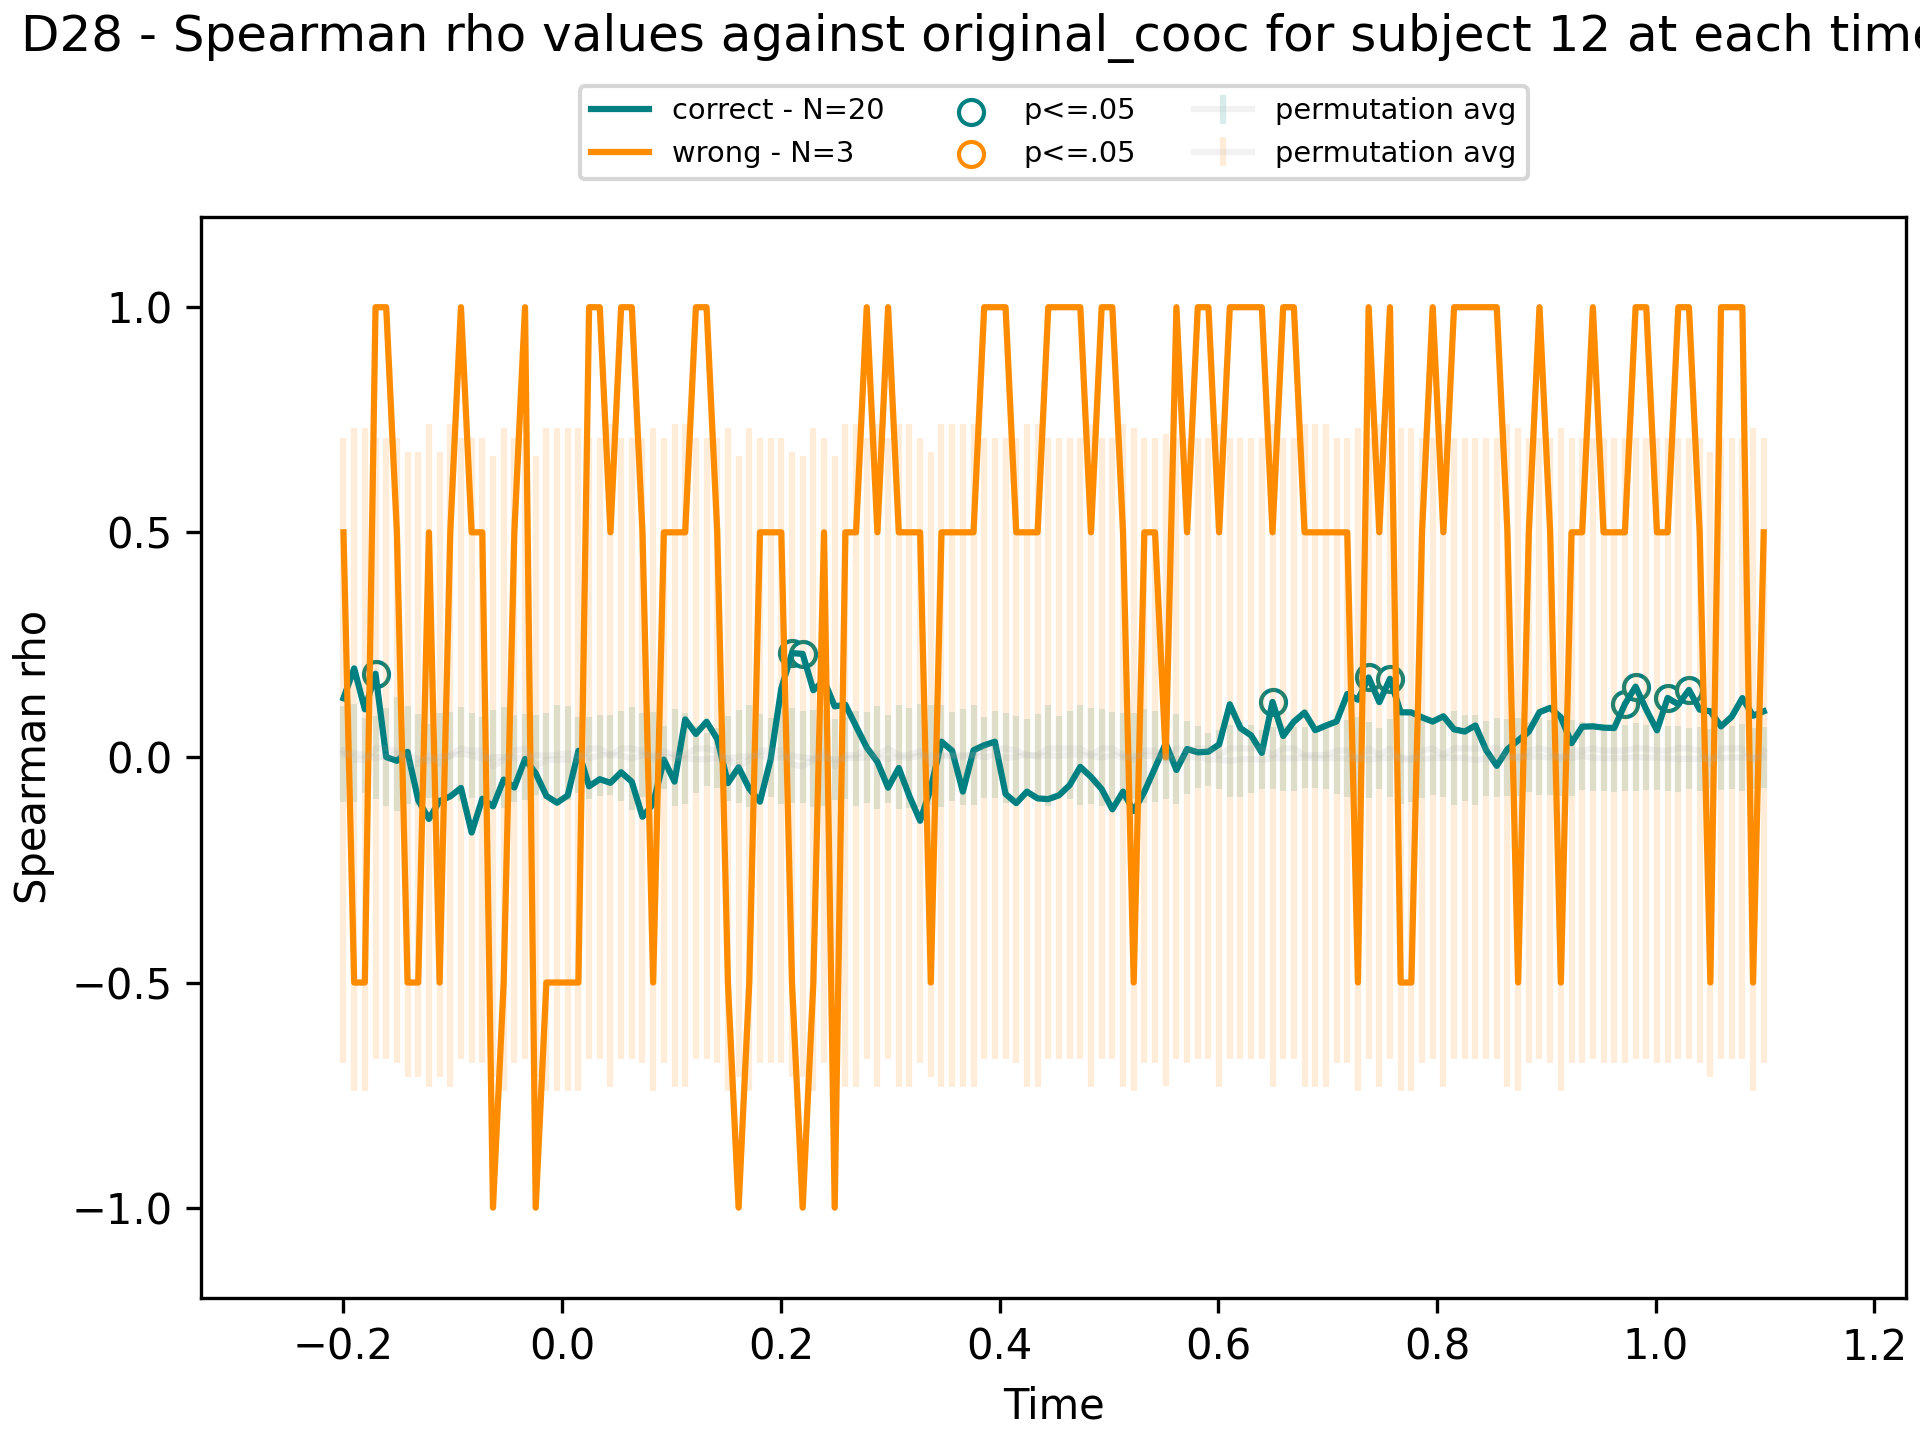 D28 - Spearman rho values against original_cooc for subject 12 at each time
correct - N=20
wrong - N=3
p<=.05
p<=.05
permutation avg
permutation avg
1.0
0.5
0.0
−0.5
−1.0
Spearman rho
−0.2 0.0 0.2 0.4 0.6 0.8 1.0 1.2
Time